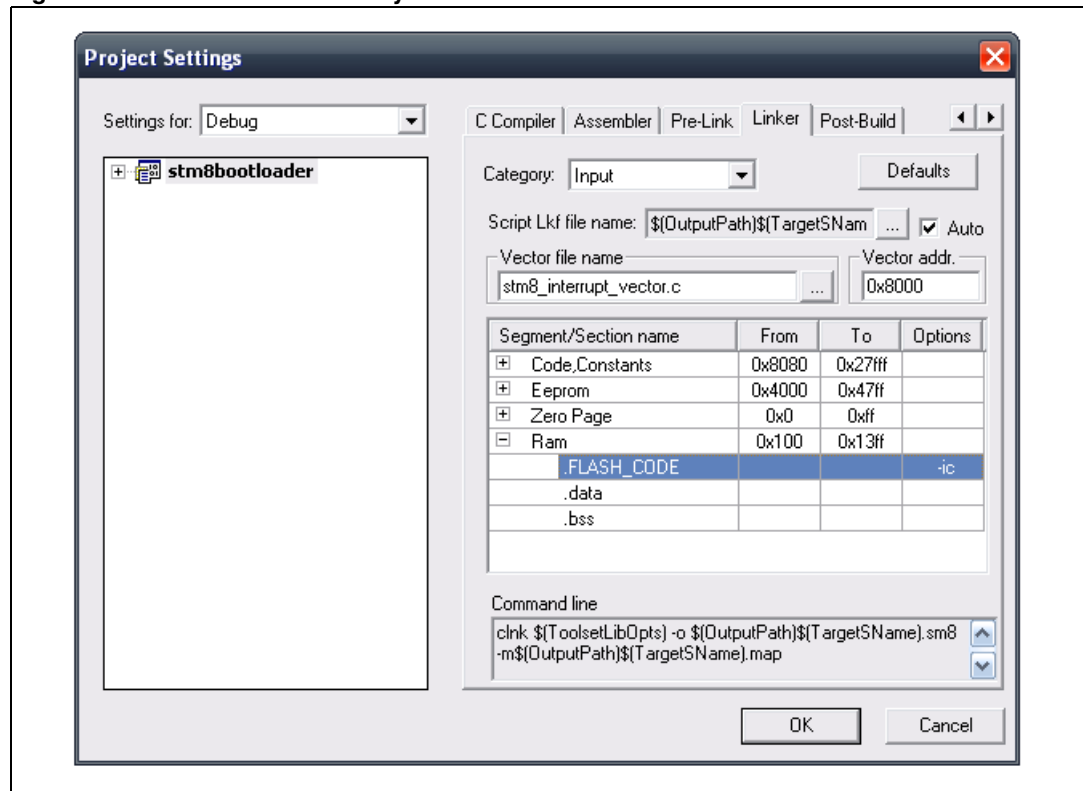 Project Settings
Settings for: Debug
stm8bootloader
C Compiler Assembler Pre-Link Linker Post-Build
Category: Input Defaults
Script Lkf file name: $(OutputPath)$(TargetSNam ... Auto
Vector file name Vector addr.
stm8_interrupt_vector.c ... 0x8000
Segment/Section name From To Options
Code,Constants 0x8080 0x27fff
Eeprom 0x4000 0x47ff
Zero Page 0x0 0xff
Ram 0x100 0x13ff
.FLASH_CODE -ic
.data
.bss
Command line
clnk $(ToolsetLibOpts) -o $(OutputPath)$(TargetSName).sm8
-m$(OutputPath)$(TargetSName).map
OK Cancel